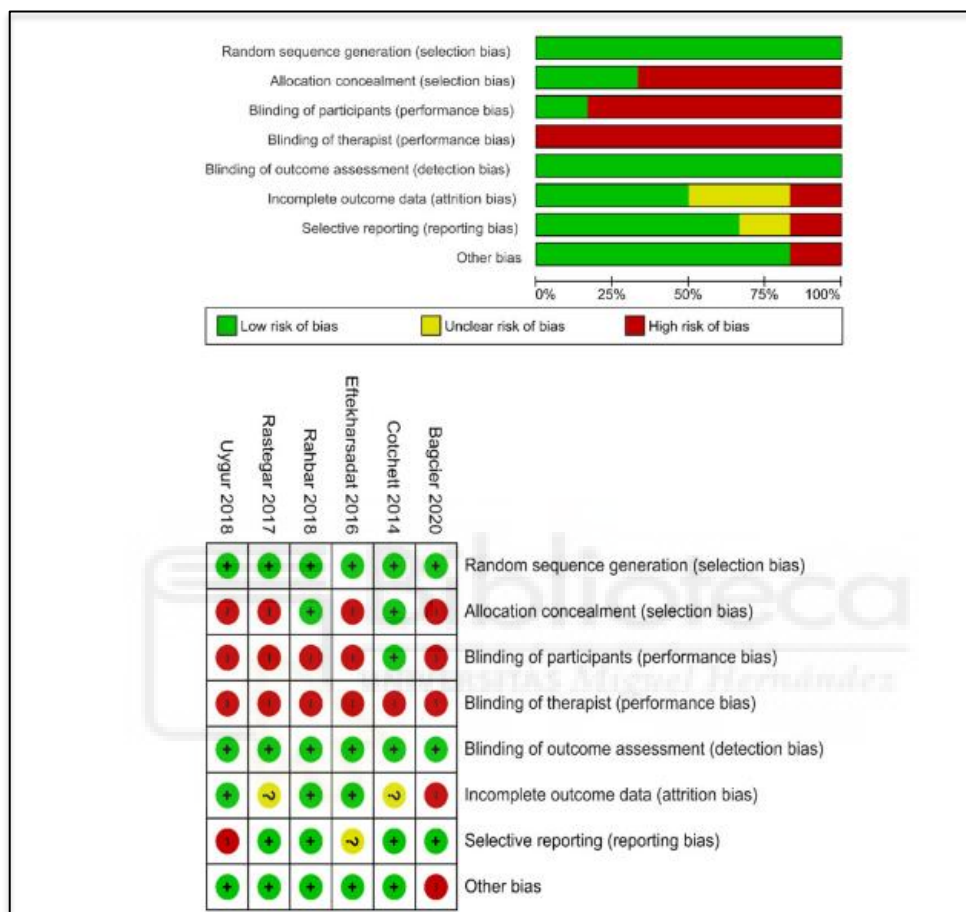 Random sequence generation (selection bias)
Allocation concealment (selection bias)
Blinding of participants (performance bias)
Blinding of therapist (performance bias)
Blinding of outcome assessment (detection bias)
Incomplete outcome data (attrition bias)
Selective reporting (reporting bias)
Other bias
0% 25% 50% 75% 100%
Low risk of bias Unclear risk of bias High risk of bias
Uygur 2018
Rastegar 2017
Rahbar 2018
Eftekharsadat 2016
Cotchett 2014
Bagcier 2020
+ + + + + + Random sequence generation (selection bias)
- - + - + - Allocation concealment (selection bias)
- - - - + - Blinding of participants (performance bias)
- - - - - - Blinding of therapist (performance bias)
+ + + + + + Blinding of outcome assessment (detection bias)
+ ? + + ? - Incomplete outcome data (attrition bias)
- + + ? + + Selective reporting (reporting bias)
+ + + + + - Other bias
Biblioteca
UNIVERSITAS Miguel Hernández